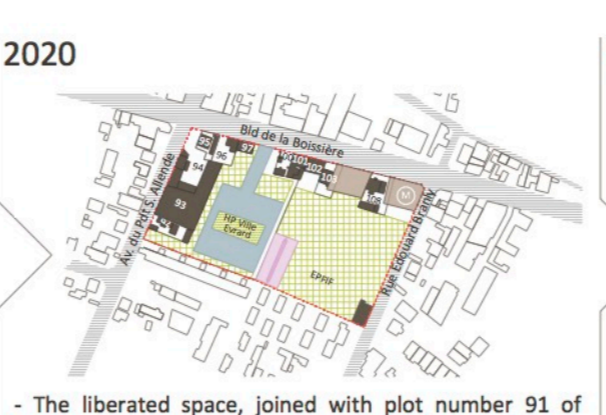 2020
Bld de la Boissière
95
96
97
101
102
103
94
93
108
M
HP Ville
Evrard
EPFIF
Av. du Pdt S. Allende
Rue Edouard Branly
- The liberated space, joined with plot number 91 of